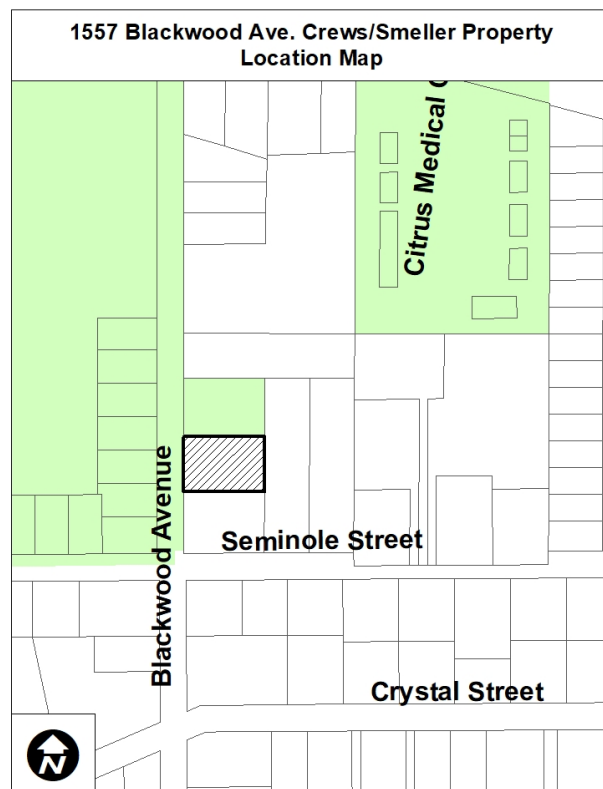 1557 Blackwood Ave. Crews/Smeller Property
Location Map
Citrus Medical
Blackwood Avenue
Seminole Street
Crystal Street
N